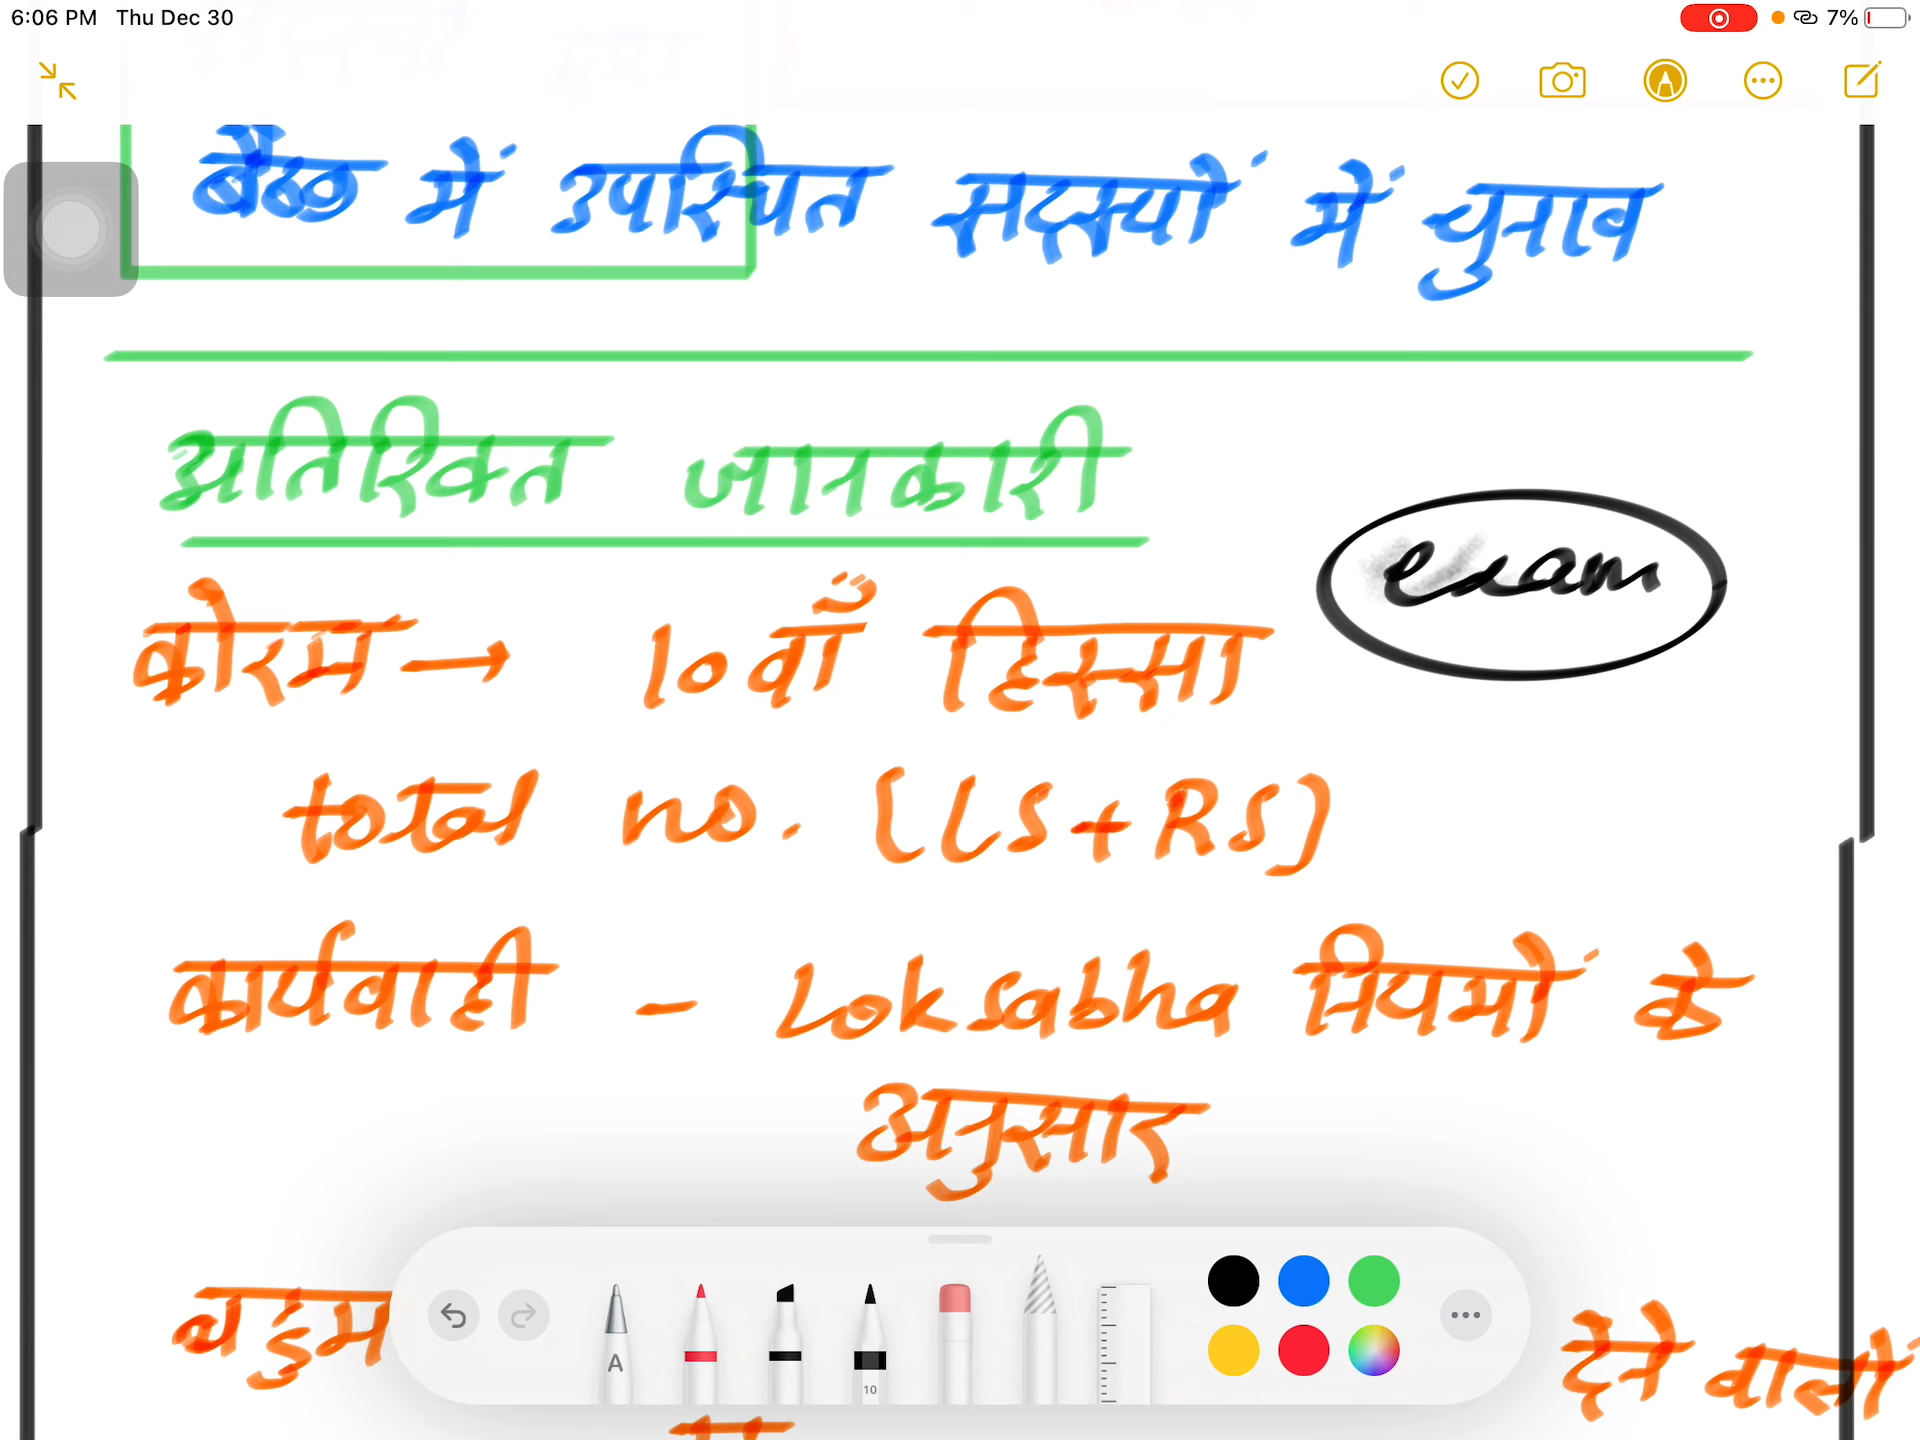 6:06 PM Thu Dec 30
7%
बैठक में उपस्थित सदस्यों में चुनाव
अतिरिक्त जानकारी
exam
कोरम → 10वाँ हिस्सा
total no. (LS+RS)
कार्यवाही - Loksabha नियमों के
अनुसार
देने वालों
A
10